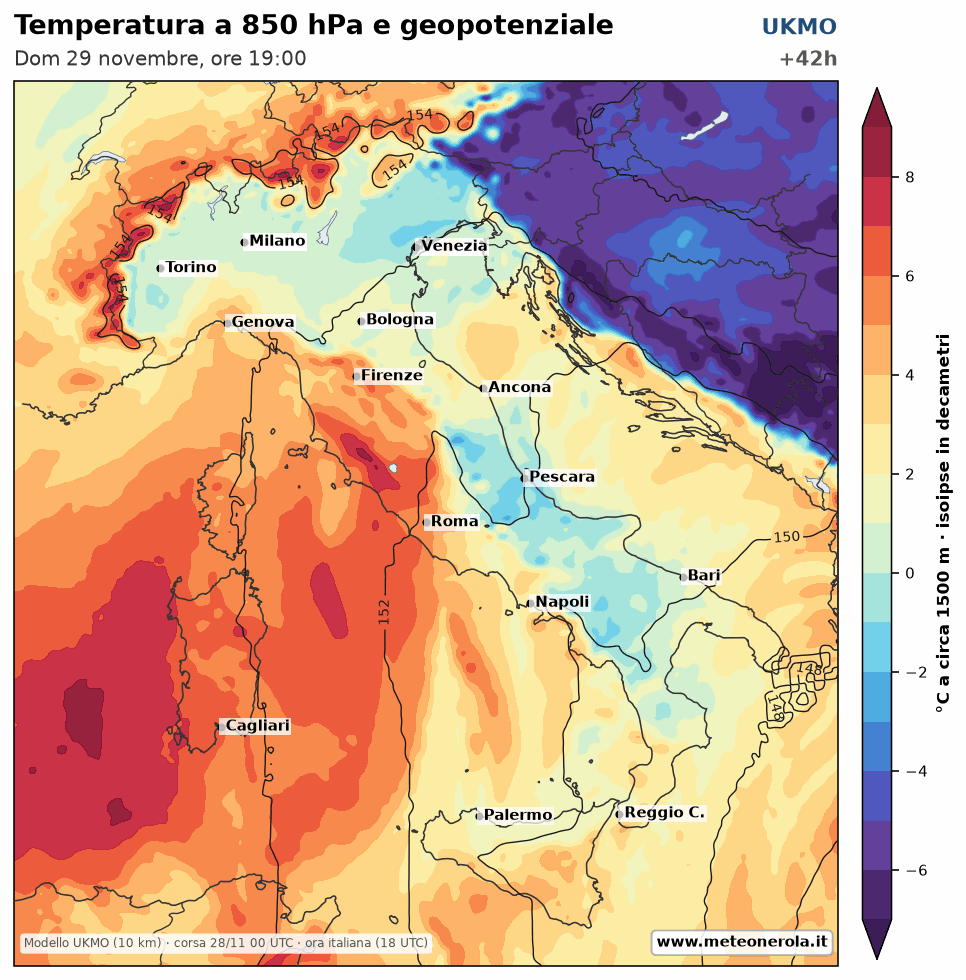 Temperatura a 850 hPa e geopotenziale
UKMO
Dom 29 novembre, ore 19:00
+42h
154
154
154
154
154
154
154
Milano
Venezia
Torino
Genova
Bologna
Firenze
Ancona
Pescara
Roma
150
Bari
Napoli
152
148
148
Cagliari
Palermo
Reggio C.
8
6
4
2
0
−2
−4
−6
°C a circa 1500 m · isoipse in decametri
Modello UKMO (10 km) · corsa 28/11 00 UTC · ora italiana (18 UTC)
www.meteonerola.it